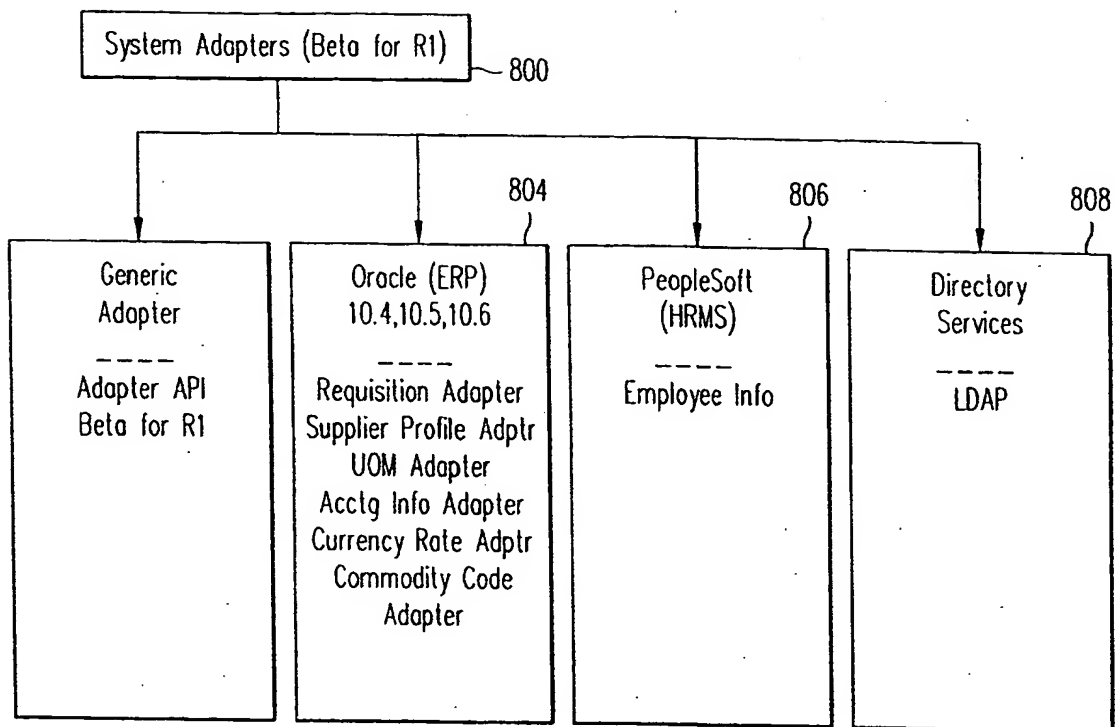 System Adapters (Beta for R1)
800
804
806
808
Generic
Adapter
Adapter API
Beta for R1
Oracle (ERP)
10.4,10.5,10.6
Requisition Adapter
Supplier Profile Adptr
UOM Adapter
Acctg Info Adapter
Currency Rate Adptr
Commodity Code
Adapter
PeopleSoft
(HRMS)
Employee Info
Directory
Services
LDAP